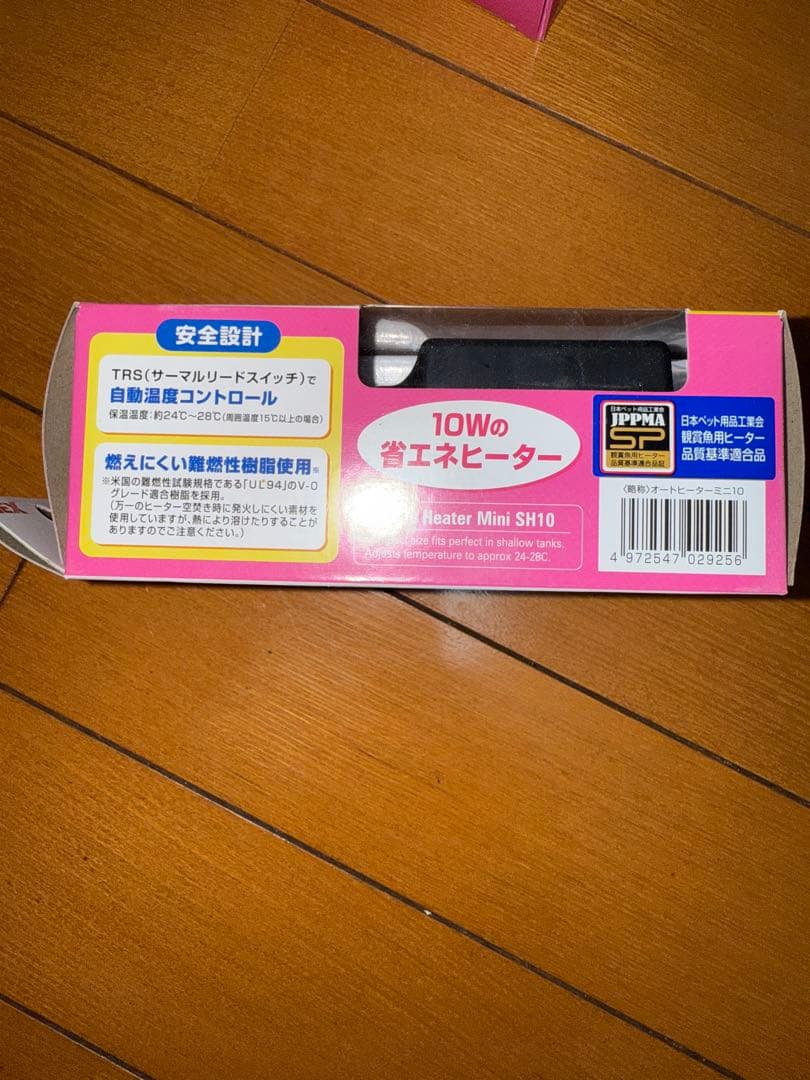 安全設計
TRS(サーマルリードスイッチ)で
自動温度コントロール
保温温度:約24℃〜28℃(周囲温度15℃以上の場合)
燃えにくい難燃性樹脂使用※
※米国の難燃性試験規格である「UL94」のV-0
グレード適合樹脂を採用。
(万一のヒーター空焚き時に発火しにくい素材を
使用していますが、熱により溶けたりすることが
ありますのでご注意ください。)
10Wの
省エネヒーター
Heater Mini SH10
size fits perfect in shallow tanks.
Adjusts temperature to approx 24-28C.
日本ペット用品工業会
JPPMA
SP
観賞魚用ヒーター
品質基準適合品証
日本ペット用品工業会
観賞魚用ヒーター
品質基準適合品
〈略称〉オートヒーターミニ10
4 972547 029256